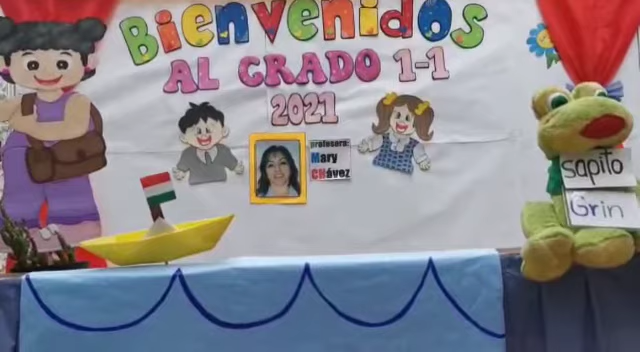 Bienvenidos
AL GRADO 1-1
2021
profesora:
Mary
CHávez
sapito
Grin